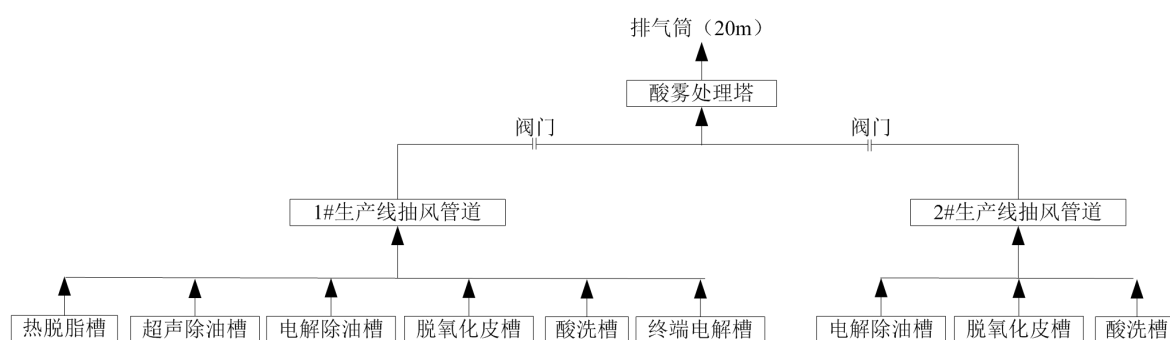 排气筒（20m）
酸雾处理塔
阀门
阀门
1#生产线抽风管道
2#生产线抽风管道
热脱脂槽
超声除油槽
电解除油槽
脱氧化皮槽
酸洗槽
终端电解槽
电解除油槽
脱氧化皮槽
酸洗槽